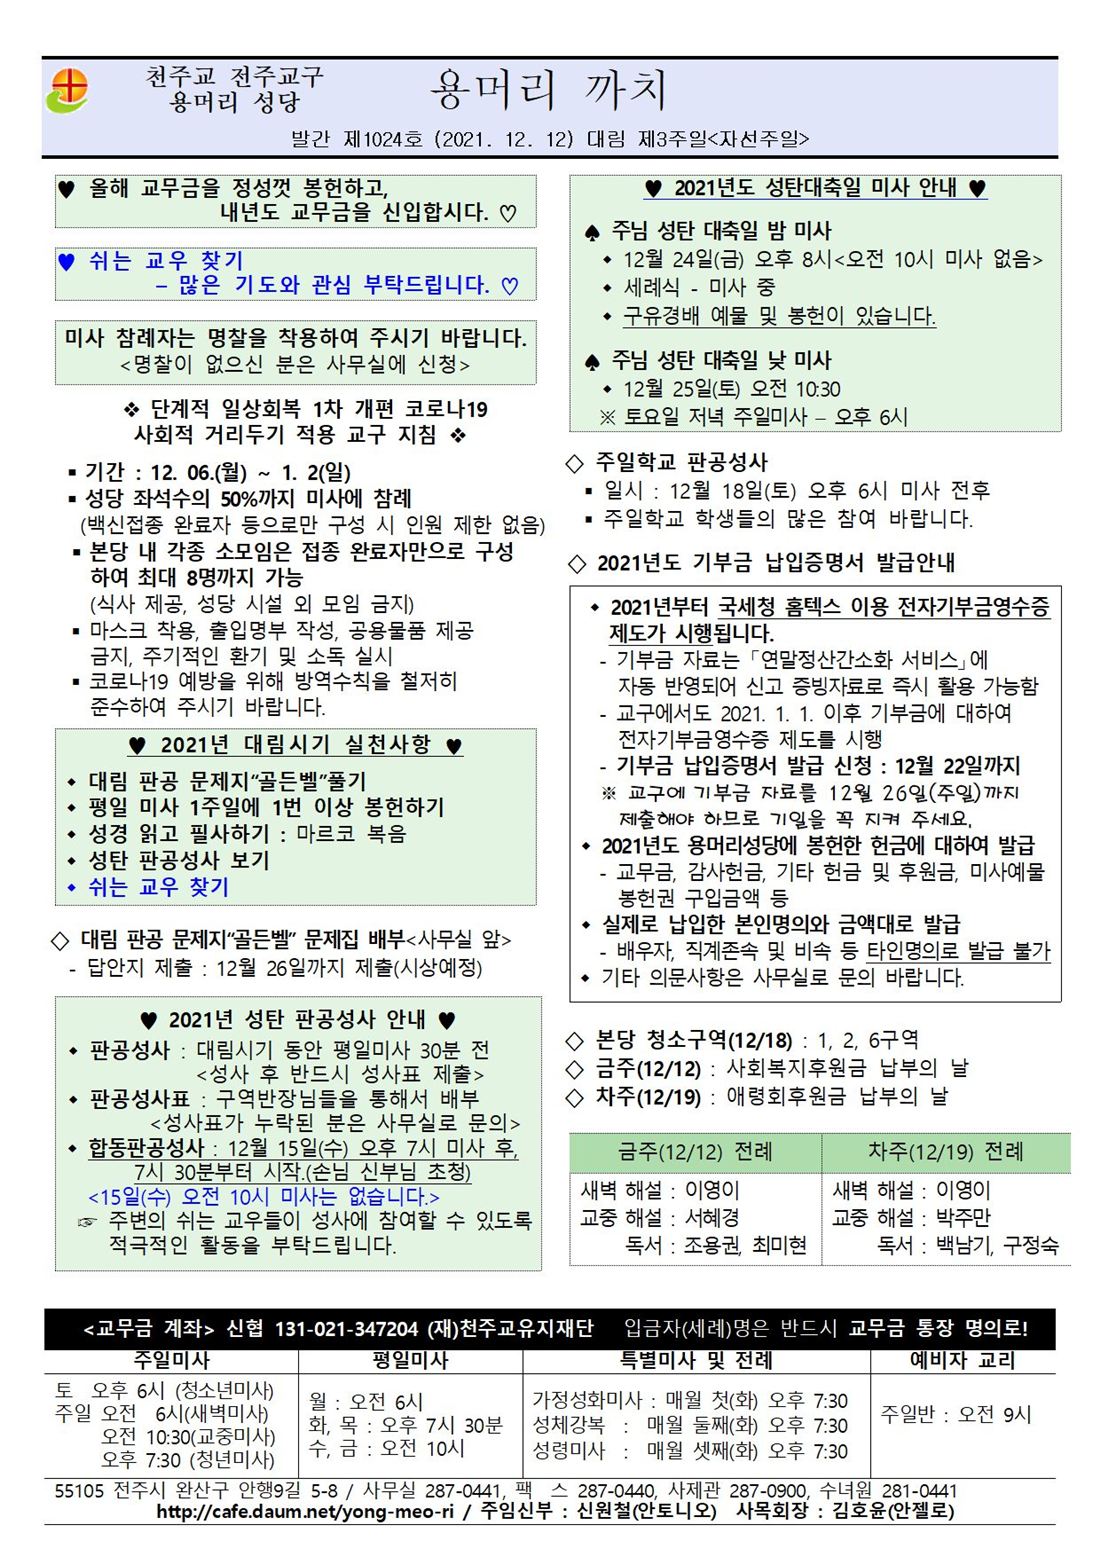 천주교 전주교구
용머리 성당
용머리 까치
발간 제1024호 (2021. 12. 12) 대림 제3주일<자선주일>
♥ 올해 교무금을 정성껏 봉헌하고,
내년도 교무금을 신입합시다. ♡
♥ 쉬는 교우 찾기
– 많은 기도와 관심 부탁드립니다. ♡
미사 참례자는 명찰을 착용하여 주시기 바랍니다.
<명찰이 없으신 분은 사무실에 신청>
❖ 단계적 일상회복 1차 개편 코로나19
사회적 거리두기 적용 교구 지침 ❖
▪ 기간 : 12. 06.(월) ~ 1. 2(일)
▪ 성당 좌석수의 50%까지 미사에 참례
(백신접종 완료자 등으로만 구성 시 인원 제한 없음)
▪ 본당 내 각종 소모임은 접종 완료자만으로 구성
하여 최대 8명까지 가능
(식사 제공, 성당 시설 외 모임 금지)
▪ 마스크 착용, 출입명부 작성, 공용물품 제공
금지, 주기적인 환기 및 소독 실시
▪ 코로나19 예방을 위해 방역수칙을 철저히
준수하여 주시기 바랍니다.
♥ 2021년 대림시기 실천사항 ♥
◆ 대림 판공 문제지“골든벨”풀기
◆ 평일 미사 1주일에 1번 이상 봉헌하기
◆ 성경 읽고 필사하기 : 마르코 복음
◆ 성탄 판공성사 보기
◆ 쉬는 교우 찾기
◇ 대림 판공 문제지“골든벨” 문제집 배부<사무실 앞>
- 답안지 제출 : 12월 26일까지 제출(시상예정)
♥ 2021년 성탄 판공성사 안내 ♥
◆ 판공성사 : 대림시기 동안 평일미사 30분 전
<성사 후 반드시 성사표 제출>
◆ 판공성사표 : 구역반장님들을 통해서 배부
<성사표가 누락된 분은 사무실로 문의>
◆ 합동판공성사 : 12월 15일(수) 오후 7시 미사 후,
7시 30분부터 시작.(손님 신부님 초청)
<15일(수) 오전 10시 미사는 없습니다.>
☞ 주변의 쉬는 교우들이 성사에 참여할 수 있도록
적극적인 활동을 부탁드립니다.
♥ 2021년도 성탄대축일 미사 안내 ♥
♠ 주님 성탄 대축일 밤 미사
◆ 12월 24일(금) 오후 8시<오전 10시 미사 없음>
◆ 세례식 - 미사 중
◆ 구유경배 예물 및 봉헌이 있습니다.
♠ 주님 성탄 대축일 낮 미사
◆ 12월 25일(토) 오전 10:30
※ 토요일 저녁 주일미사 – 오후 6시
◇ 주일학교 판공성사
▪ 일시 : 12월 18일(토) 오후 6시 미사 전후
▪ 주일학교 학생들의 많은 참여 바랍니다.
◇ 2021년도 기부금 납입증명서 발급안내
◆ 2021년부터 국세청 홈텍스 이용 전자기부금영수증
제도가 시행됩니다.
- 기부금 자료는 「연말정산간소화 서비스」에
자동 반영되어 신고 증빙자료로 즉시 활용 가능함
- 교구에서도 2021. 1. 1. 이후 기부금에 대하여
전자기부금영수증 제도를 시행
- 기부금 납입증명서 발급 신청 : 12월 22일까지
※ 교구에 기부금 자료를 12월 26일(주일)까지
제출해야 하므로 기일을 꼭 지켜 주세요.
◆ 2021년도 용머리성당에 봉헌한 헌금에 대하여 발급
- 교무금, 감사헌금, 기타 헌금 및 후원금, 미사예물
봉헌권 구입금액 등
◆ 실제로 납입한 본인명의와 금액대로 발급
- 배우자, 직계존속 및 비속 등 타인명의로 발급 불가
◆ 기타 의문사항은 사무실로 문의 바랍니다.
◇ 본당 청소구역(12/18) : 1, 2, 6구역
◇ 금주(12/12) : 사회복지후원금 납부의 날
◇ 차주(12/19) : 애령회후원금 납부의 날
금주(12/12) 전례 차주(12/19) 전례
새벽 해설 : 이영이 새벽 해설 : 이영이
교중 해설 : 서혜경 교중 해설 : 박주만
독서 : 조용권, 최미현 독서 : 백남기, 구정숙
<교무금 계좌> 신협 131-021-347204 (재)천주교유지재단 입금자(세례)명은 반드시 교무금 통장 명의로!
주일미사 평일미사 특별미사 및 전례 예비자 교리
토 오후 6시 (청소년미사)
주일 오전 6시(새벽미사)
오전 10:30(교중미사)
오후 7:30 (청년미사)
월 : 오전 6시
화, 목 : 오후 7시 30분
수, 금 : 오전 10시
가정성화미사 : 매월 첫(화) 오후 7:30
성체강복 : 매월 둘째(화) 오후 7:30
성령미사 : 매월 셋째(화) 오후 7:30
주일반 : 오전 9시
55105 전주시 완산구 안행9길 5-8 / 사무실 287-0441, 팩 스 287-0440, 사제관 287-0900, 수녀원 281-0441
http://cafe.daum.net/yong-meo-ri / 주임신부 : 신원철(안토니오) 사목회장 : 김호윤(안젤로)